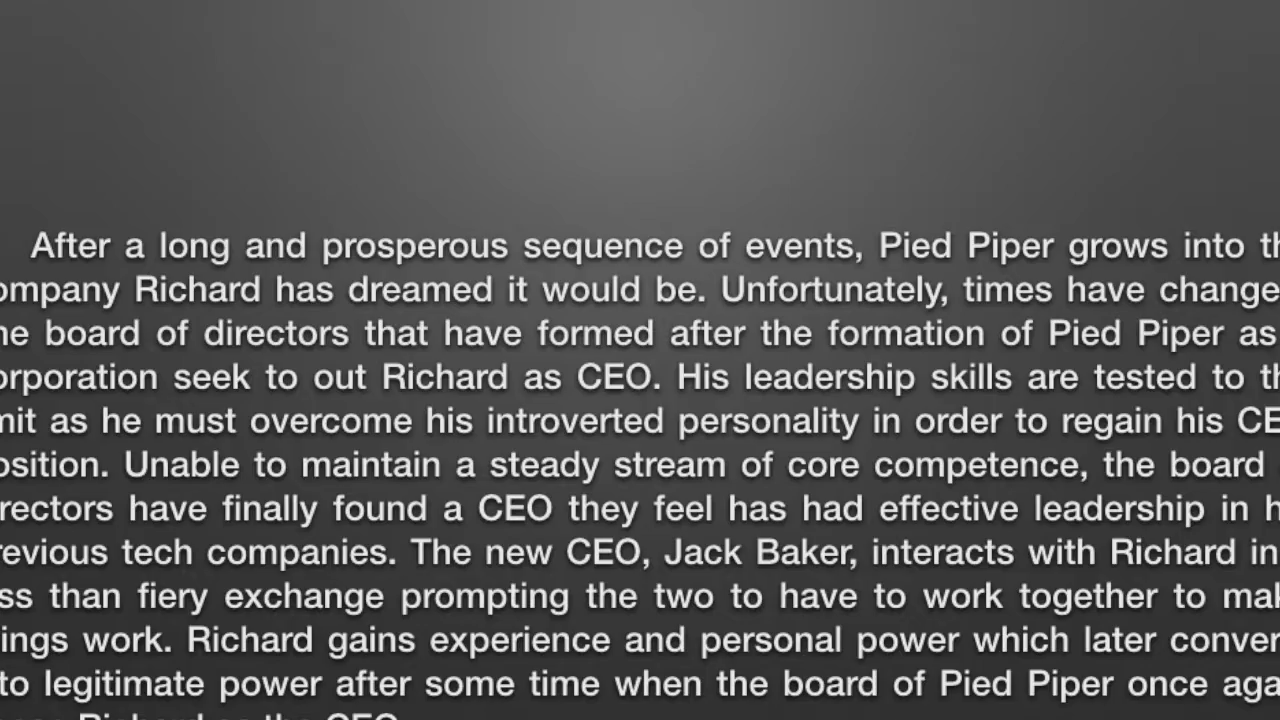 After a long and prosperous sequence of events, Pied Piper grows into th
ompany Richard has dreamed it would be. Unfortunately, times have change
he board of directors that have formed after the formation of Pied Piper as
orporation seek to out Richard as CEO. His leadership skills are tested to th
mit as he must overcome his introverted personality in order to regain his CE
osition. Unable to maintain a steady stream of core competence, the board
rectors have finally found a CEO they feel has had effective leadership in h
revious tech companies. The new CEO, Jack Baker, interacts with Richard in
ss than fiery exchange prompting the two to have to work together to mak
ings work. Richard gains experience and personal power which later conver
to legitimate power after some time when the board of Pied Piper once aga
Richard as the CEO.